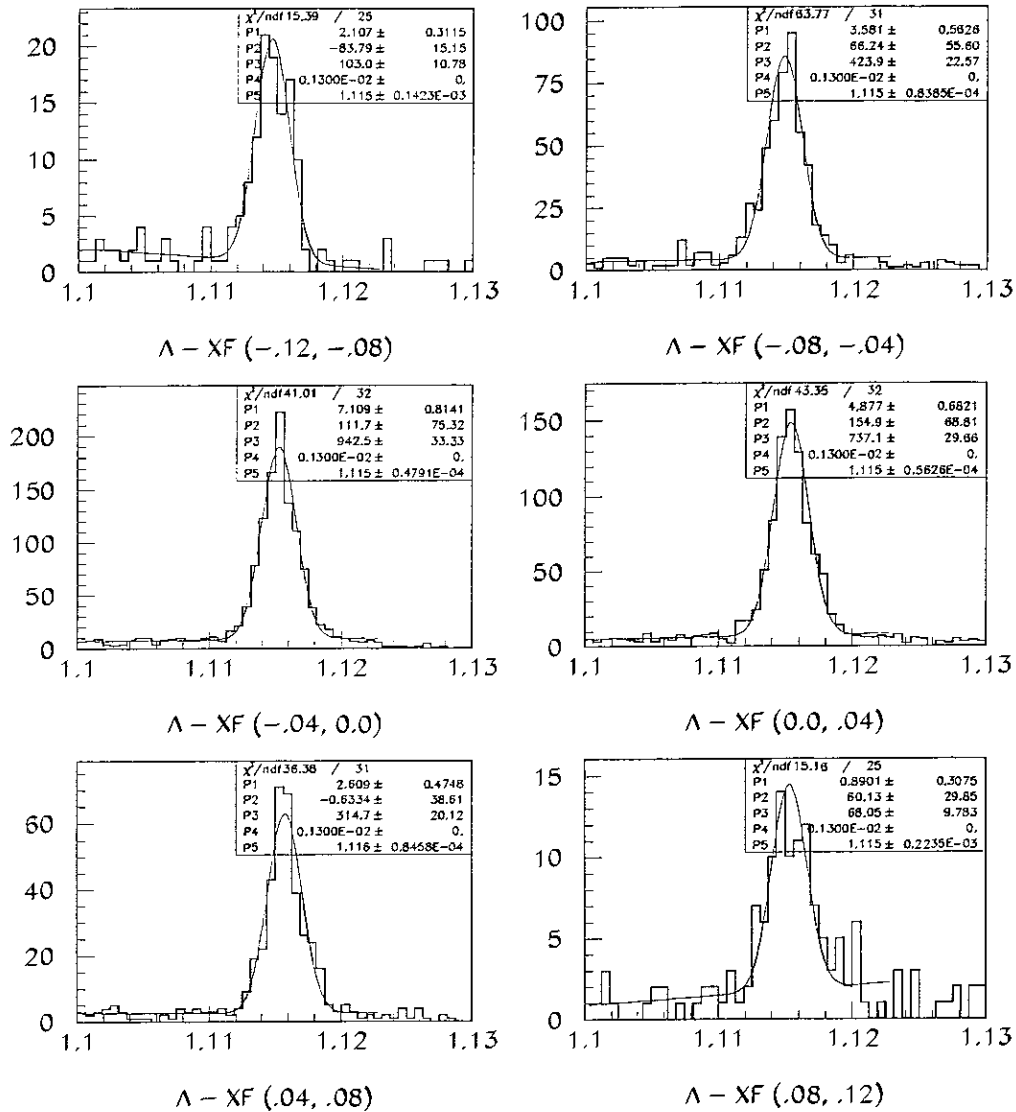 χ²/ndf 15.39 / 25
P1 2.107 ± 0.3115
P2 -83.79 ± 15.15
P3 103.0 ± 10.78
P4 0.1300E-02 ± 0.
P5 1.115 ± 0.1423E-03
20
15
10
5
0
1.1 1.11 1.12 1.13
Λ - XF (-.12, -.08)
χ²/ndf 63.77 / 31
P1 3.581 ± 0.5628
P2 66.24 ± 55.60
P3 423.9 ± 22.57
P4 0.1300E-02 ± 0.
P5 1.115 ± 0.8385E-04
100
75
50
25
0
1.1 1.11 1.12 1.13
Λ - XF (-.08, -.04)
χ²/ndf 41.01 / 32
P1 7.109 ± 0.8141
P2 111.7 ± 75.32
P3 942.5 ± 33.33
P4 0.1300E-02 ± 0.
P5 1.115 ± 0.4791E-04
200
150
100
50
0
1.1 1.11 1.12 1.13
Λ - XF (-.04, 0.0)
χ²/ndf 43.35 / 32
P1 4.877 ± 0.6821
P2 154.9 ± 68.81
P3 737.1 ± 29.66
P4 0.1300E-02 ± 0.
P5 1.115 ± 0.5626E-04
150
100
50
0
1.1 1.11 1.12 1.13
Λ - XF (0.0, .04)
χ²/ndf 36.38 / 31
P1 2.609 ± 0.4746
P2 -0.6334 ± 38.61
P3 314.7 ± 20.12
P4 0.1300E-02 ± 0.
P5 1.116 ± 0.8458E-04
60
40
20
0
1.1 1.11 1.12 1.13
Λ - XF (.04, .08)
χ²/ndf 15.16 / 25
P1 0.8901 ± 0.3075
P2 60.13 ± 29.85
P3 68.05 ± 9.783
P4 0.1300E-02 ± 0.
P5 1.115 ± 0.2235E-03
15
10
5
0
1.1 1.11 1.12 1.13
Λ - XF (.08, .12)